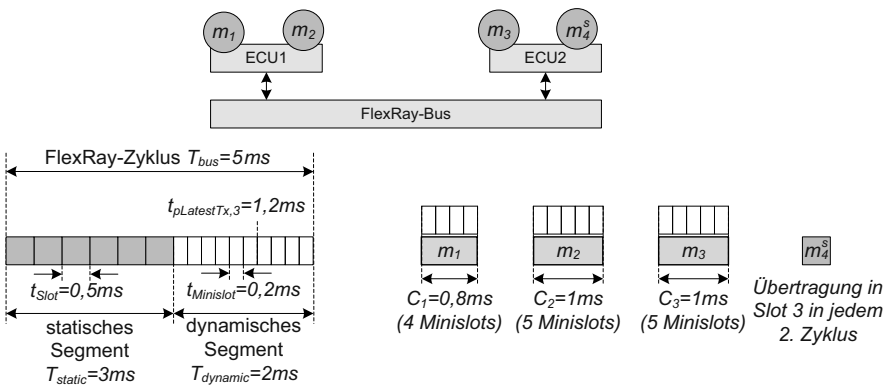 m1 m2 m3 m4s
ECU1 ECU2
FlexRay-Bus
FlexRay-Zyklus Tbus=5ms
tpLatestTx,3=1,2ms
m1 m2 m3 m4s
tSlot=0,5ms tMinislot=0,2ms
C1=0,8ms
(4 Minislots)
C2=1ms
(5 Minislots)
C3=1ms
(5 Minislots)
Übertragung in
Slot 3 in jedem
2. Zyklus
statisches
Segment
Tstatic=3ms
dynamisches
Segment
Tdynamic=2ms